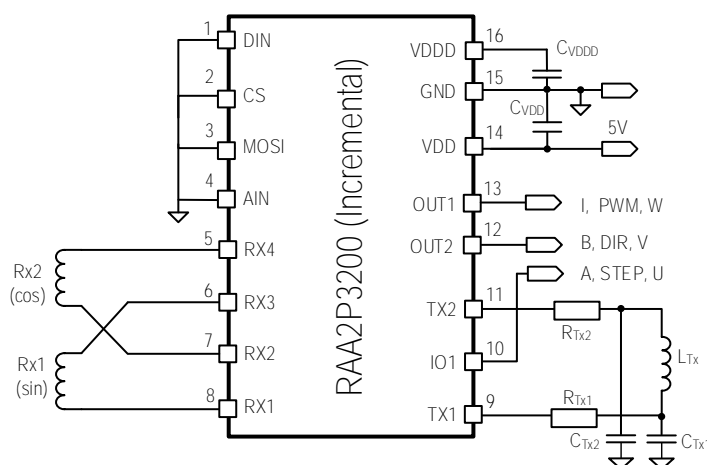 1
DIN
2
CS
3
MOSI
4
AIN
5
RX4
6
RX3
7
RX2
8
RX1
Rx2
(cos)
Rx1
(sin)
RAA2P3200 (Incremental)
16
VDDD
CVDDD
15
GND
CVDD
14
VDD
5V
13
OUT1
I, PWM, W
12
OUT2
B, DIR, V
A, STEP, U
11
TX2
RTx2
10
IO1
LTx
RTx1
9
TX1
CTx2
CTx1